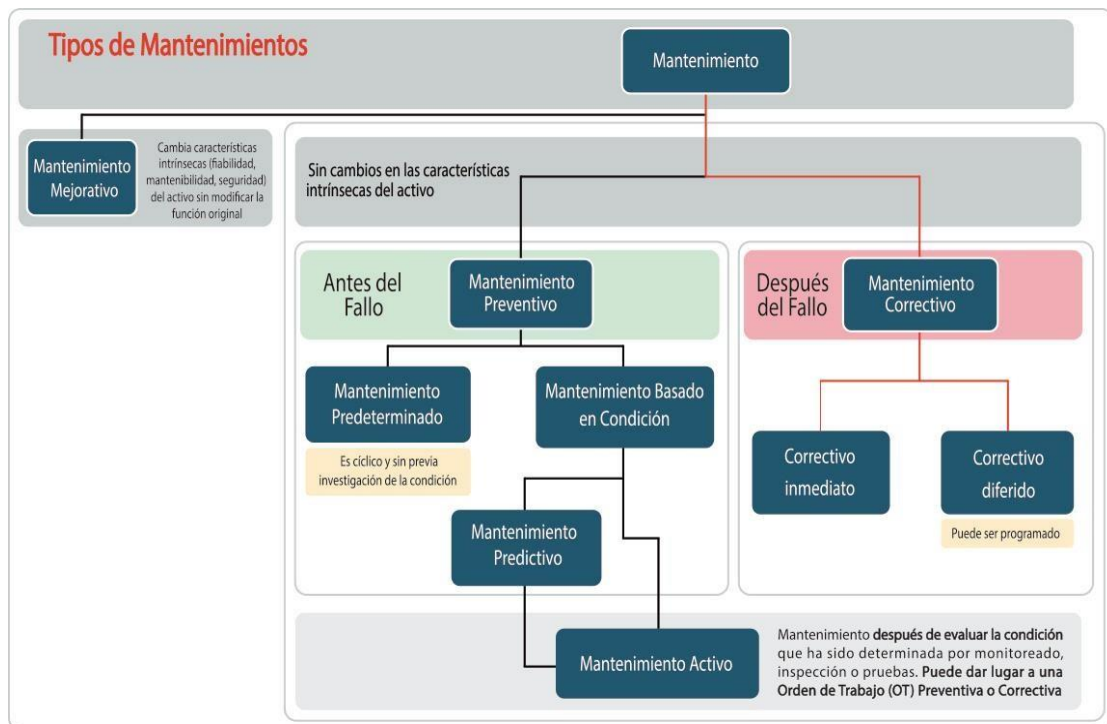 Tipos de Mantenimientos
Mantenimiento
Mantenimiento
Mejorativo
Cambia características
intrínsecas (fiabilidad,
mantenibilidad, seguridad)
del activo sin modificar la
función original
Sin cambios en las características
intrínsecas del activo
Antes del
Fallo
Mantenimiento
Preventivo
Después
del Fallo
Mantenimiento
Correctivo
Mantenimiento
Predeterminado
Es cíclico y sin previa
investigación de la condición
Mantenimiento Basado
en Condición
Correctivo
inmediato
Correctivo
diferido
Puede ser programado
Mantenimiento
Predictivo
Mantenimiento Activo
Mantenimiento después de evaluar la condición
que ha sido determinada por monitoreado,
inspección o pruebas. Puede dar lugar a una
Orden de Trabajo (OT) Preventiva o Correctiva